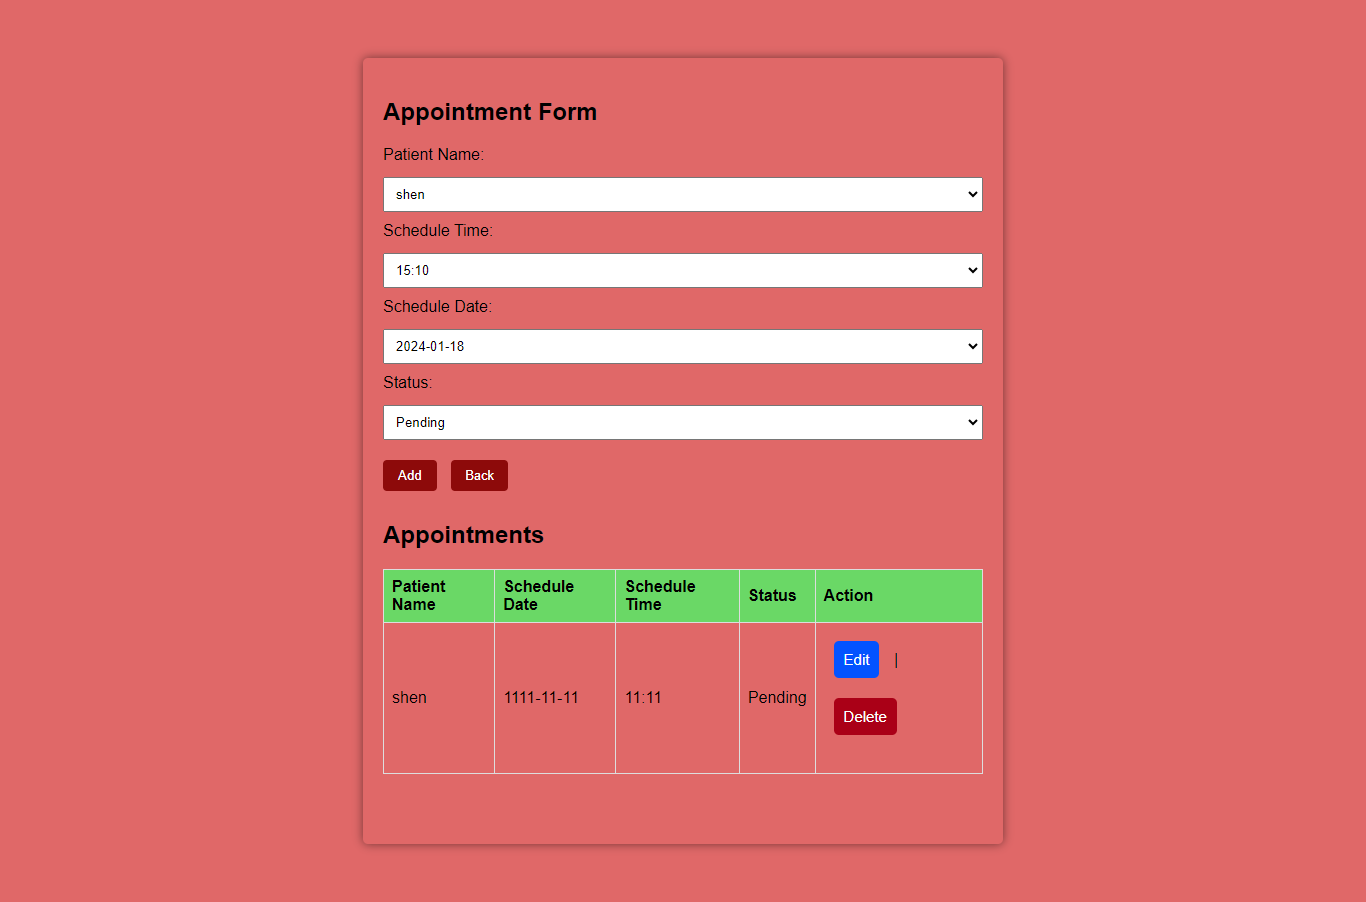 Appointment Form
Patient Name:
shen
Schedule Time:
15:10
Schedule Date:
2024-01-18
Status:
Pending
Add Back
Appointments
Patient Name Schedule Date Schedule Time Status Action
shen 1111-11-11 11:11 Pending Edit |
Delete